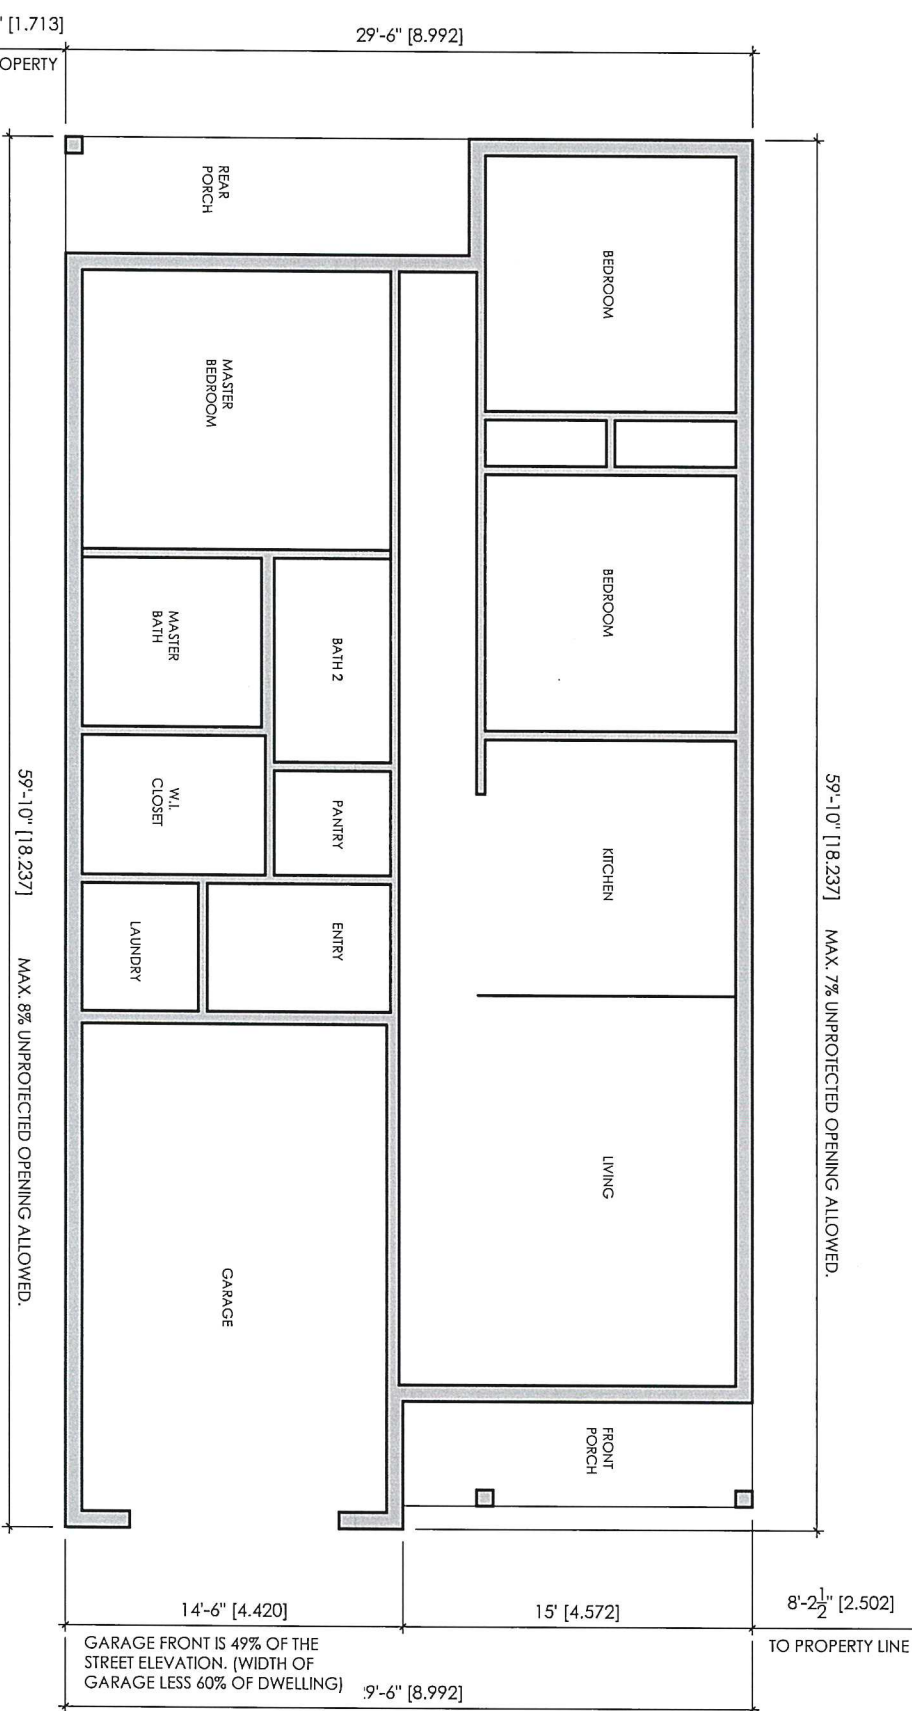 ' [1.713]
OPERTY
29'-6" [8.992]
REAR
PORCH
BEDROOM
MASTER
BEDROOM
BEDROOM
MASTER
BATH
BATH 2
W.I.
CLOSET
PANTRY
KITCHEN
LAUNDRY
ENTRY
LIVING
GARAGE
FRONT
PORCH
59'-10" [18.237] MAX. 8% UNPROTECTED OPENING ALLOWED.
59'-10" [18.237] MAX. 7% UNPROTECTED OPENING ALLOWED.
14'-6" [4.420]
15' [4.572]
8'-2½" [2.502]
TO PROPERTY LINE
GARAGE FRONT IS 49% OF THE
STREET ELEVATION. (WIDTH OF
GARAGE LESS 60% OF DWELLING)
9'-6" [8.992]